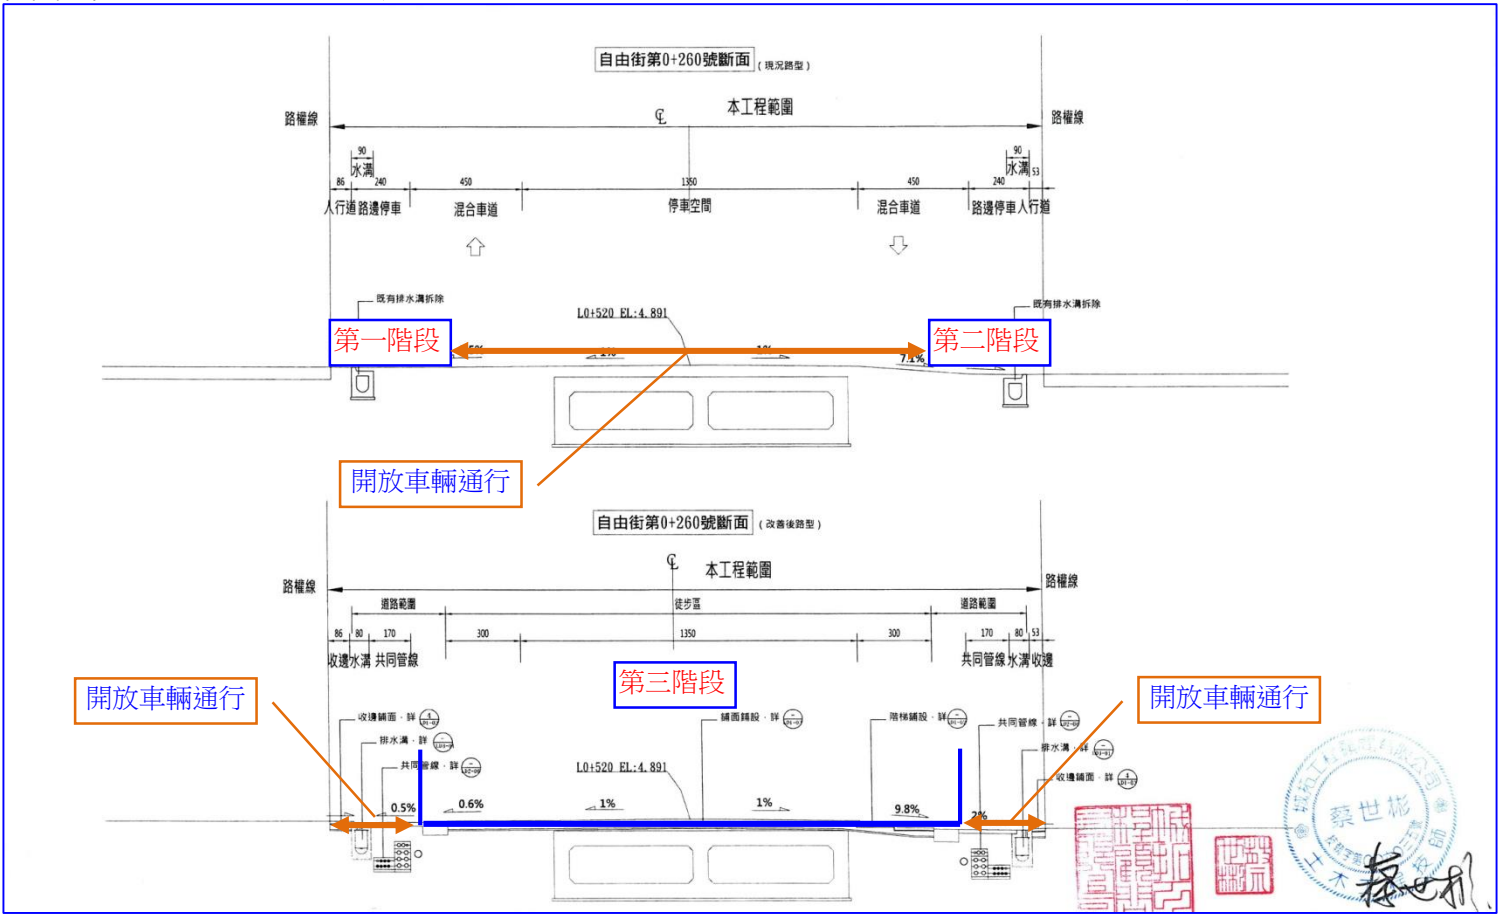 自由街第0+260號斷面 (現況路型)
路權線
℄
本工程範圍
路權線
90
水溝
90
水溝
86
240
450
1350
450
240
53
人行道
路邊停車
混合車道
停車空間
混合車道
路邊停車
人行道
既有排水溝拆除
L0+520 EL:4.891
既有排水溝拆除
第一階段
第二階段
1%
1%
7.1%
開放車輛通行
自由街第0+260號斷面 (改善後路型)
路權線
℄
本工程範圍
路權線
道路範圍
徒步區
道路範圍
86
80
170
300
1350
300
170
80
53
收邊
水溝
共同管線
共同管線
水溝
收邊
第三階段
開放車輛通行
開放車輛通行
收邊鋪面．詳
鋪面鋪設．詳
階梯鋪設．詳
共同管線．詳
排水溝．詳
排水溝．詳
共同管線．詳
L0+520 EL:4.891
收邊鋪面．詳
0.5%
0.6%
1%
1%
9.8%
2%
蔡世彬